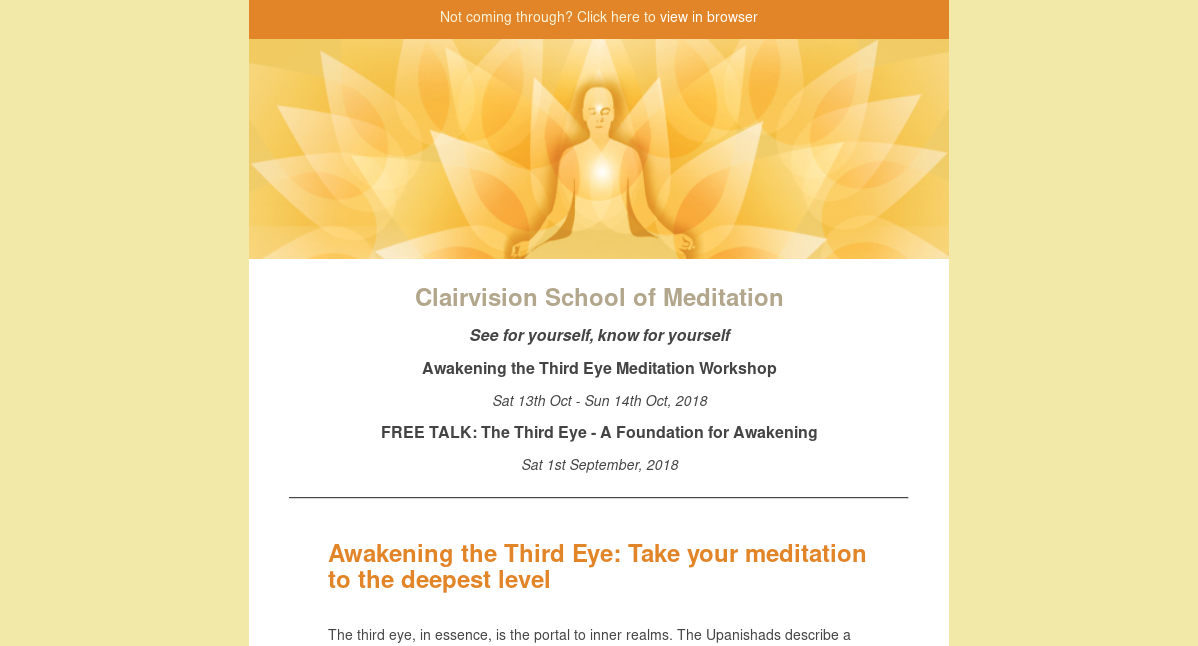 Not coming through? Click here to view in browser
Clairvision School of Meditation
See for yourself, know for yourself
Awakening the Third Eye Meditation Workshop
Sat 13th Oct - Sun 14th Oct, 2018
FREE TALK: The Third Eye - A Foundation for Awakening
Sat 1st September, 2018
Awakening the Third Eye: Take your meditation
to the deepest level
The third eye, in essence, is the portal to inner realms. The Upanishads describe a